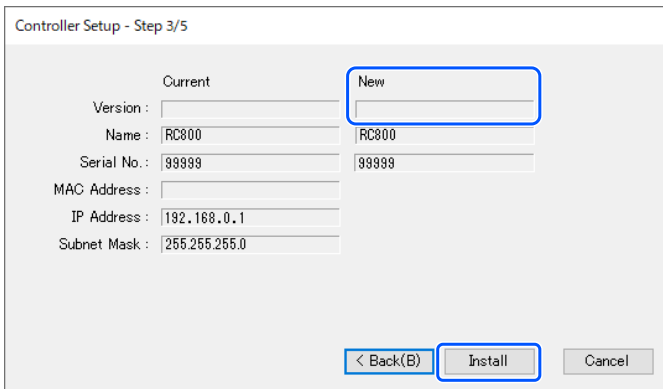 Controller Setup - Step 3/5
Current New
Version :
Name : RC800 RC800
Serial No. : 99999 99999
MAC Address :
IP Address : 192.168.0.1
Subnet Mask : 255.255.255.0
< Back(B) Install Cancel